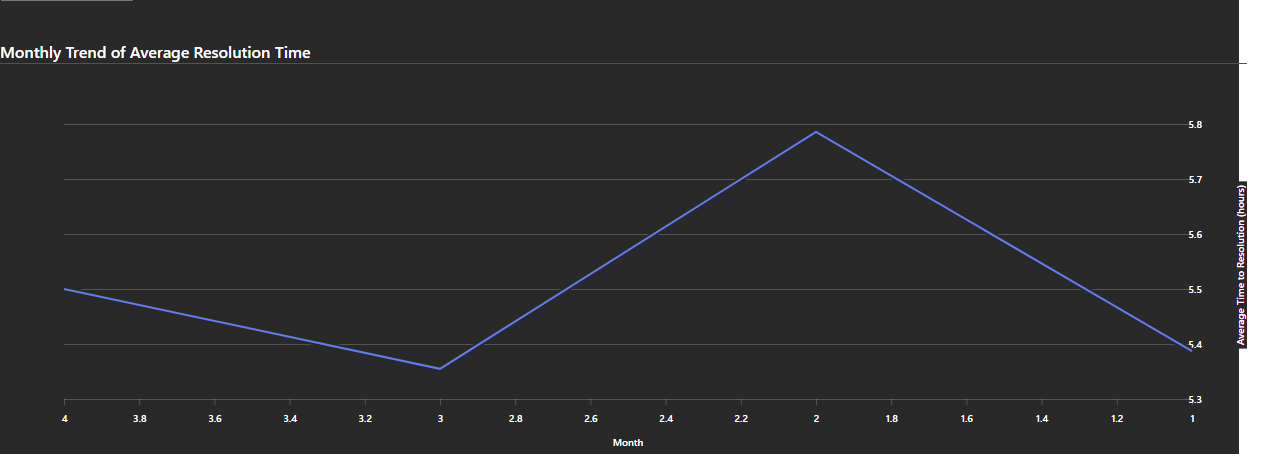 Monthly Trend of Average Resolution Time
5.8
5.7
5.6
5.5
5.4
5.3
Average Time to Resolution (hours)
4 3.8 3.6 3.4 3.2 3 2.8 2.6 2.4 2.2 2 1.8 1.6 1.4 1.2 1
Month